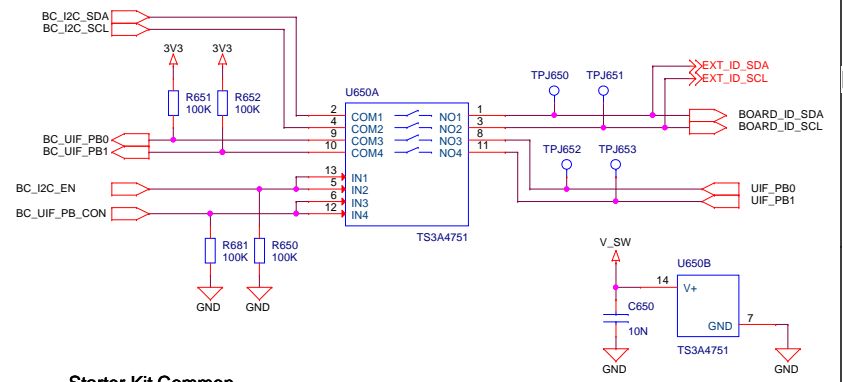 BC_I2C_SDA
BC_I2C_SCL
3V3 3V3
R651
100K
R652
100K
BC_UIF_PB0
BC_UIF_PB1
BC_I2C_EN
BC_UIF_PB_CON
R681
100K
R650
100K
GND GND
U650A
2 COM1 NO1 1
4 COM2 NO2 3
9 COM3 NO3 8
10 COM4 NO4 11
13 IN1
5 IN2
6 IN3
12 IN4
TS3A4751
TPJ650 TPJ651
EXT_ID_SDA
EXT_ID_SCL
BOARD_ID_SDA
BOARD_ID_SCL
TPJ652 TPJ653
UIF_PB0
UIF_PB1
V_SW
U650B
14 V+
C650
10N
GND 7
TS3A4751
GND GND
Starter Kit Common